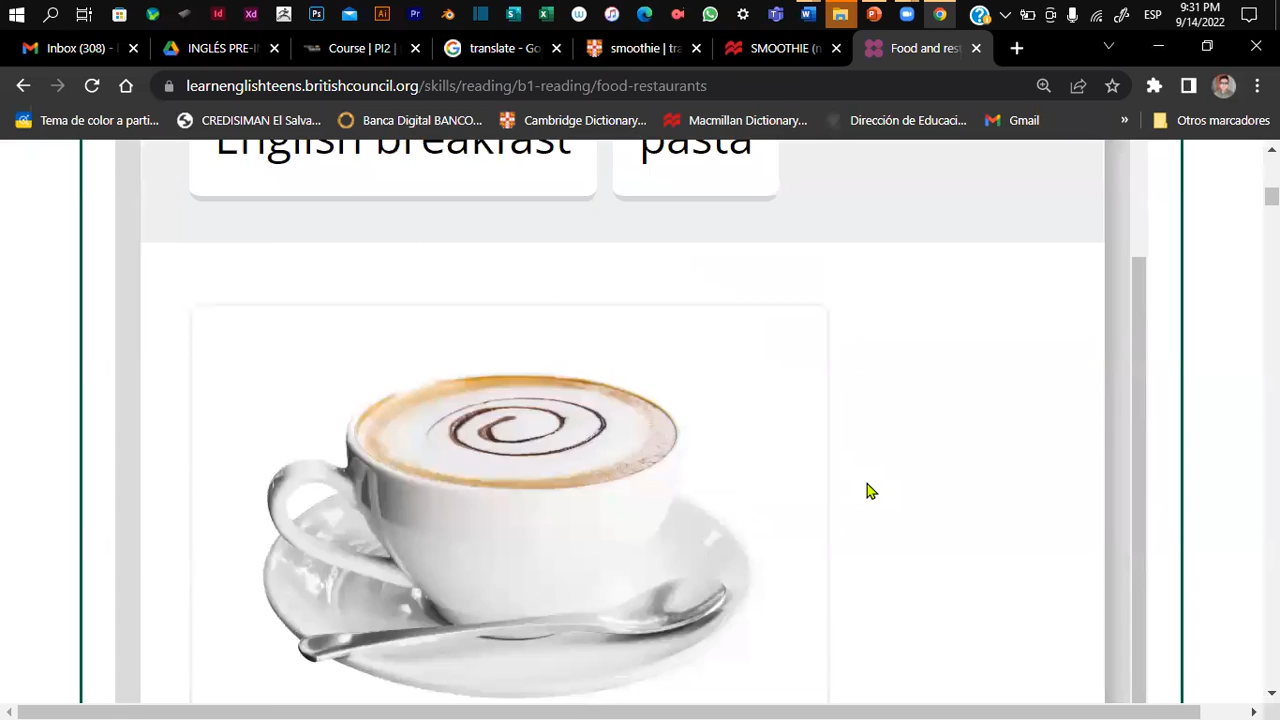 9:31 PM
ESP
9/14/2022
Inbox (308) -
INGLÉS PRE-I
Course | PI2 |
translate - Go
smoothie | tra
SMOOTHIE (n
Food and res
learnenglishteens.britishcouncil.org/skills/reading/b1-reading/food-restaurants
Tema de color a parti...
CREDISIMAN El Salva...
Banca Digital BANCO...
Cambridge Dictionary...
Macmillan Dictionary...
Dirección de Educaci...
Gmail
»
Otros marcadores
English breakfast
pasta